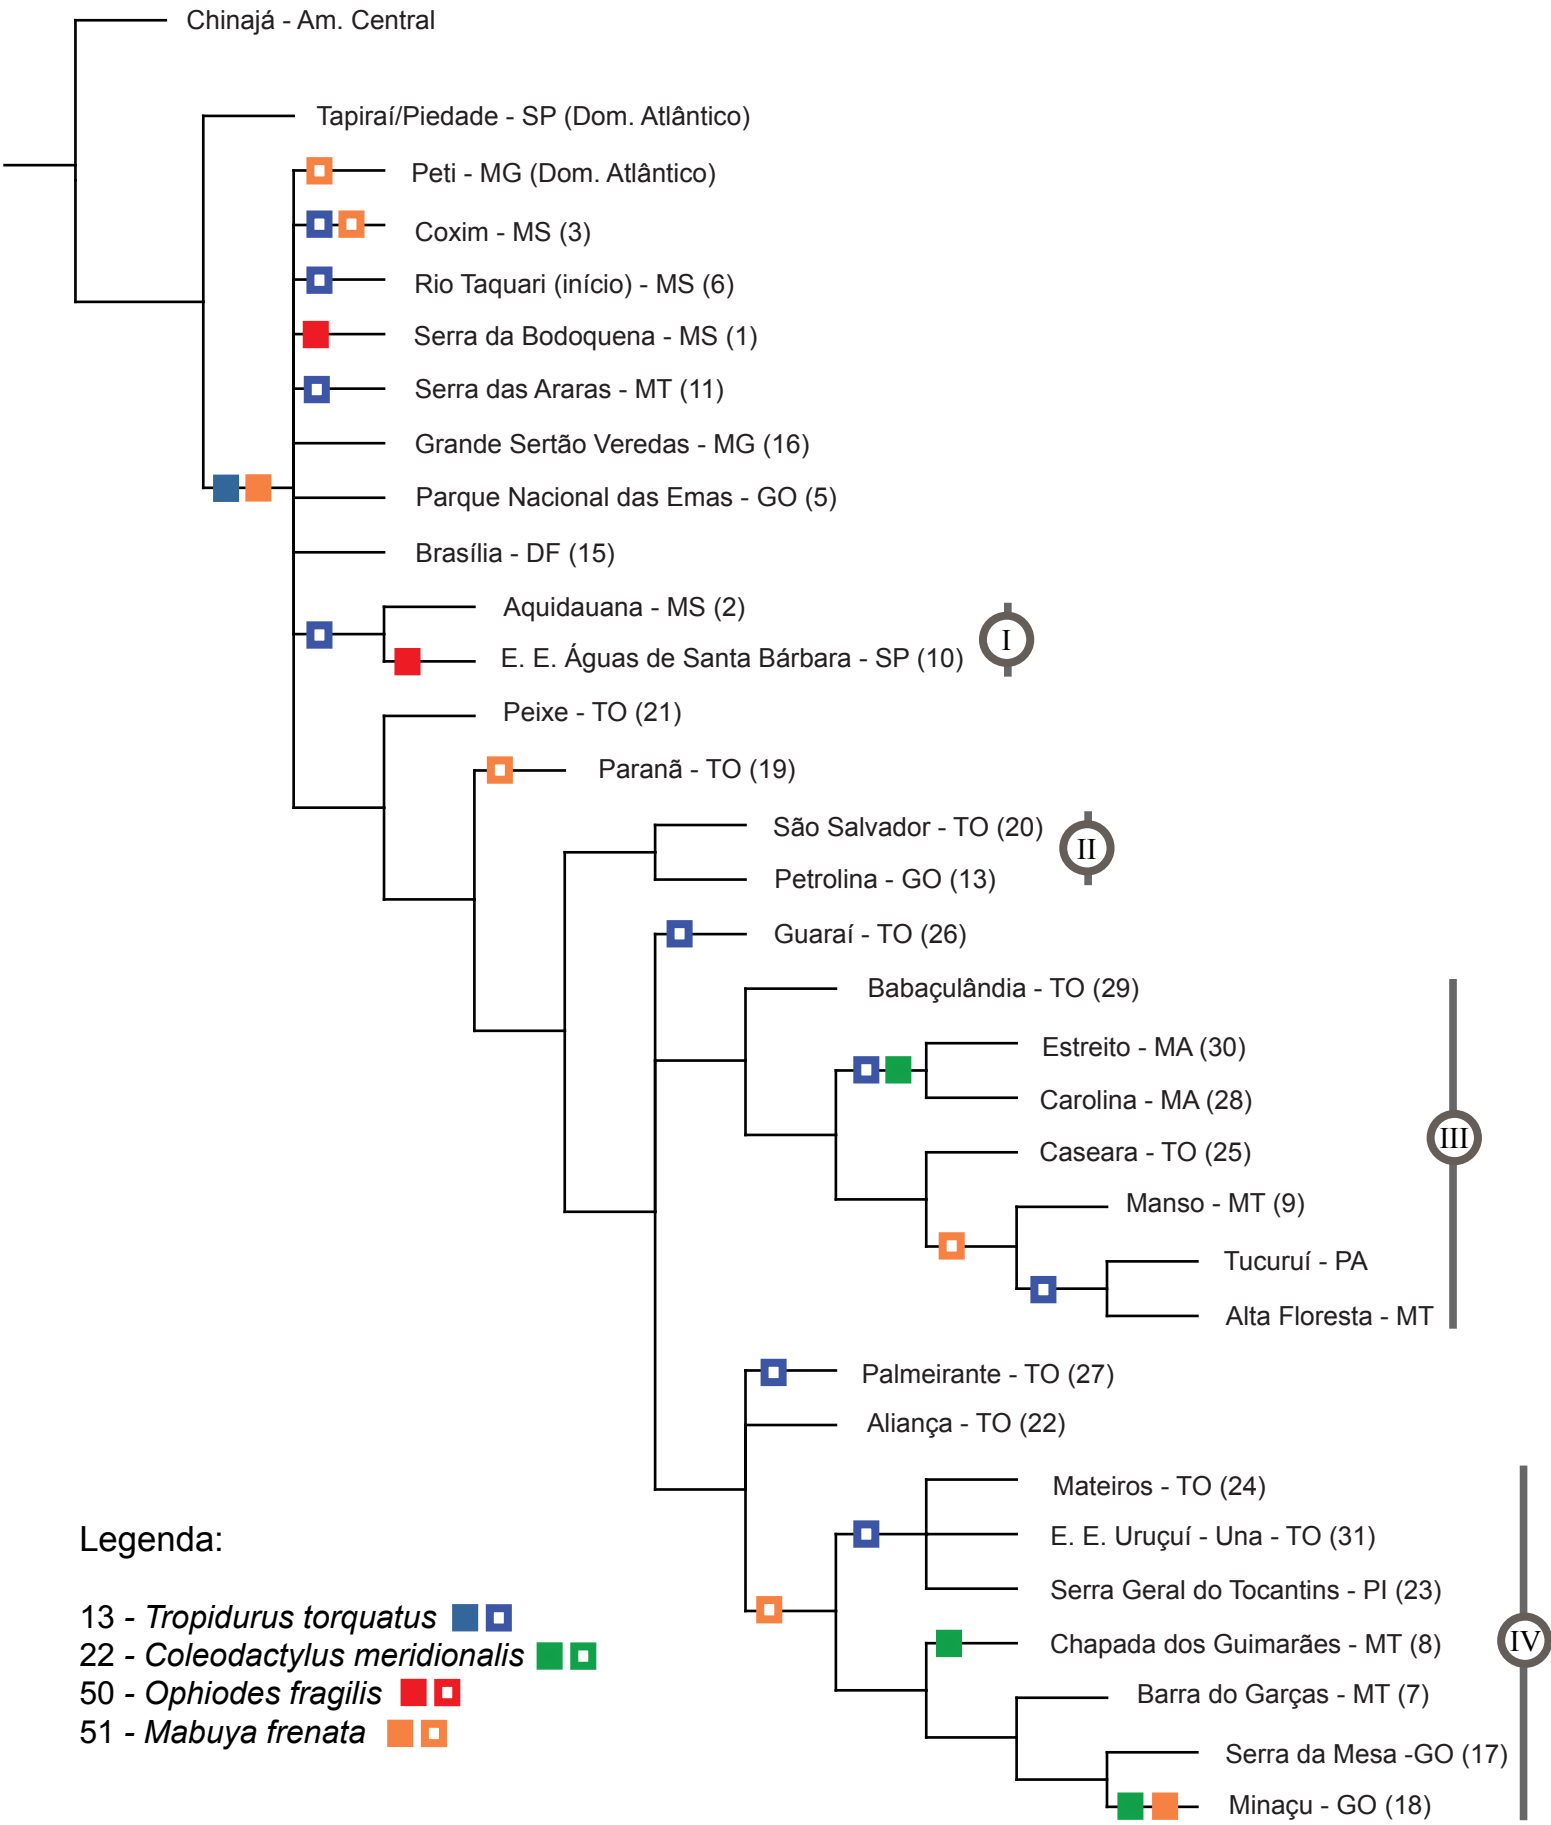 Chinajá - Am. Central
Tapiraí/Piedade - SP (Dom. Atlântico)
Peti - MG (Dom. Atlântico)
Coxim - MS (3)
Rio Taquari (início) - MS (6)
Serra da Bodoquena - MS (1)
Serra das Araras - MT (11)
Grande Sertão Veredas - MG (16)
Parque Nacional das Emas - GO (5)
Brasília - DF (15)
Aquidauana - MS (2)
I
E. E. Águas de Santa Bárbara - SP (10)
Peixe - TO (21)
Paranã - TO (19)
São Salvador - TO (20)
II
Petrolina - GO (13)
Guaraí - TO (26)
Babaçulândia - TO (29)
Estreito - MA (30)
Carolina - MA (28)
III
Caseara - TO (25)
Manso - MT (9)
Tucuruí - PA
Alta Floresta - MT
Palmeirante - TO (27)
Aliança - TO (22)
Mateiros - TO (24)
E. E. Uruçuí - Una - TO (31)
Serra Geral do Tocantins - PI (23)
Chapada dos Guimarães - MT (8)
IV
Barra do Garças - MT (7)
Serra da Mesa -GO (17)
Minaçu - GO (18)
Legenda:
13 - Tropidurus torquatus
22 - Coleodactylus meridionalis
50 - Ophiodes fragilis
51 - Mabuya frenata